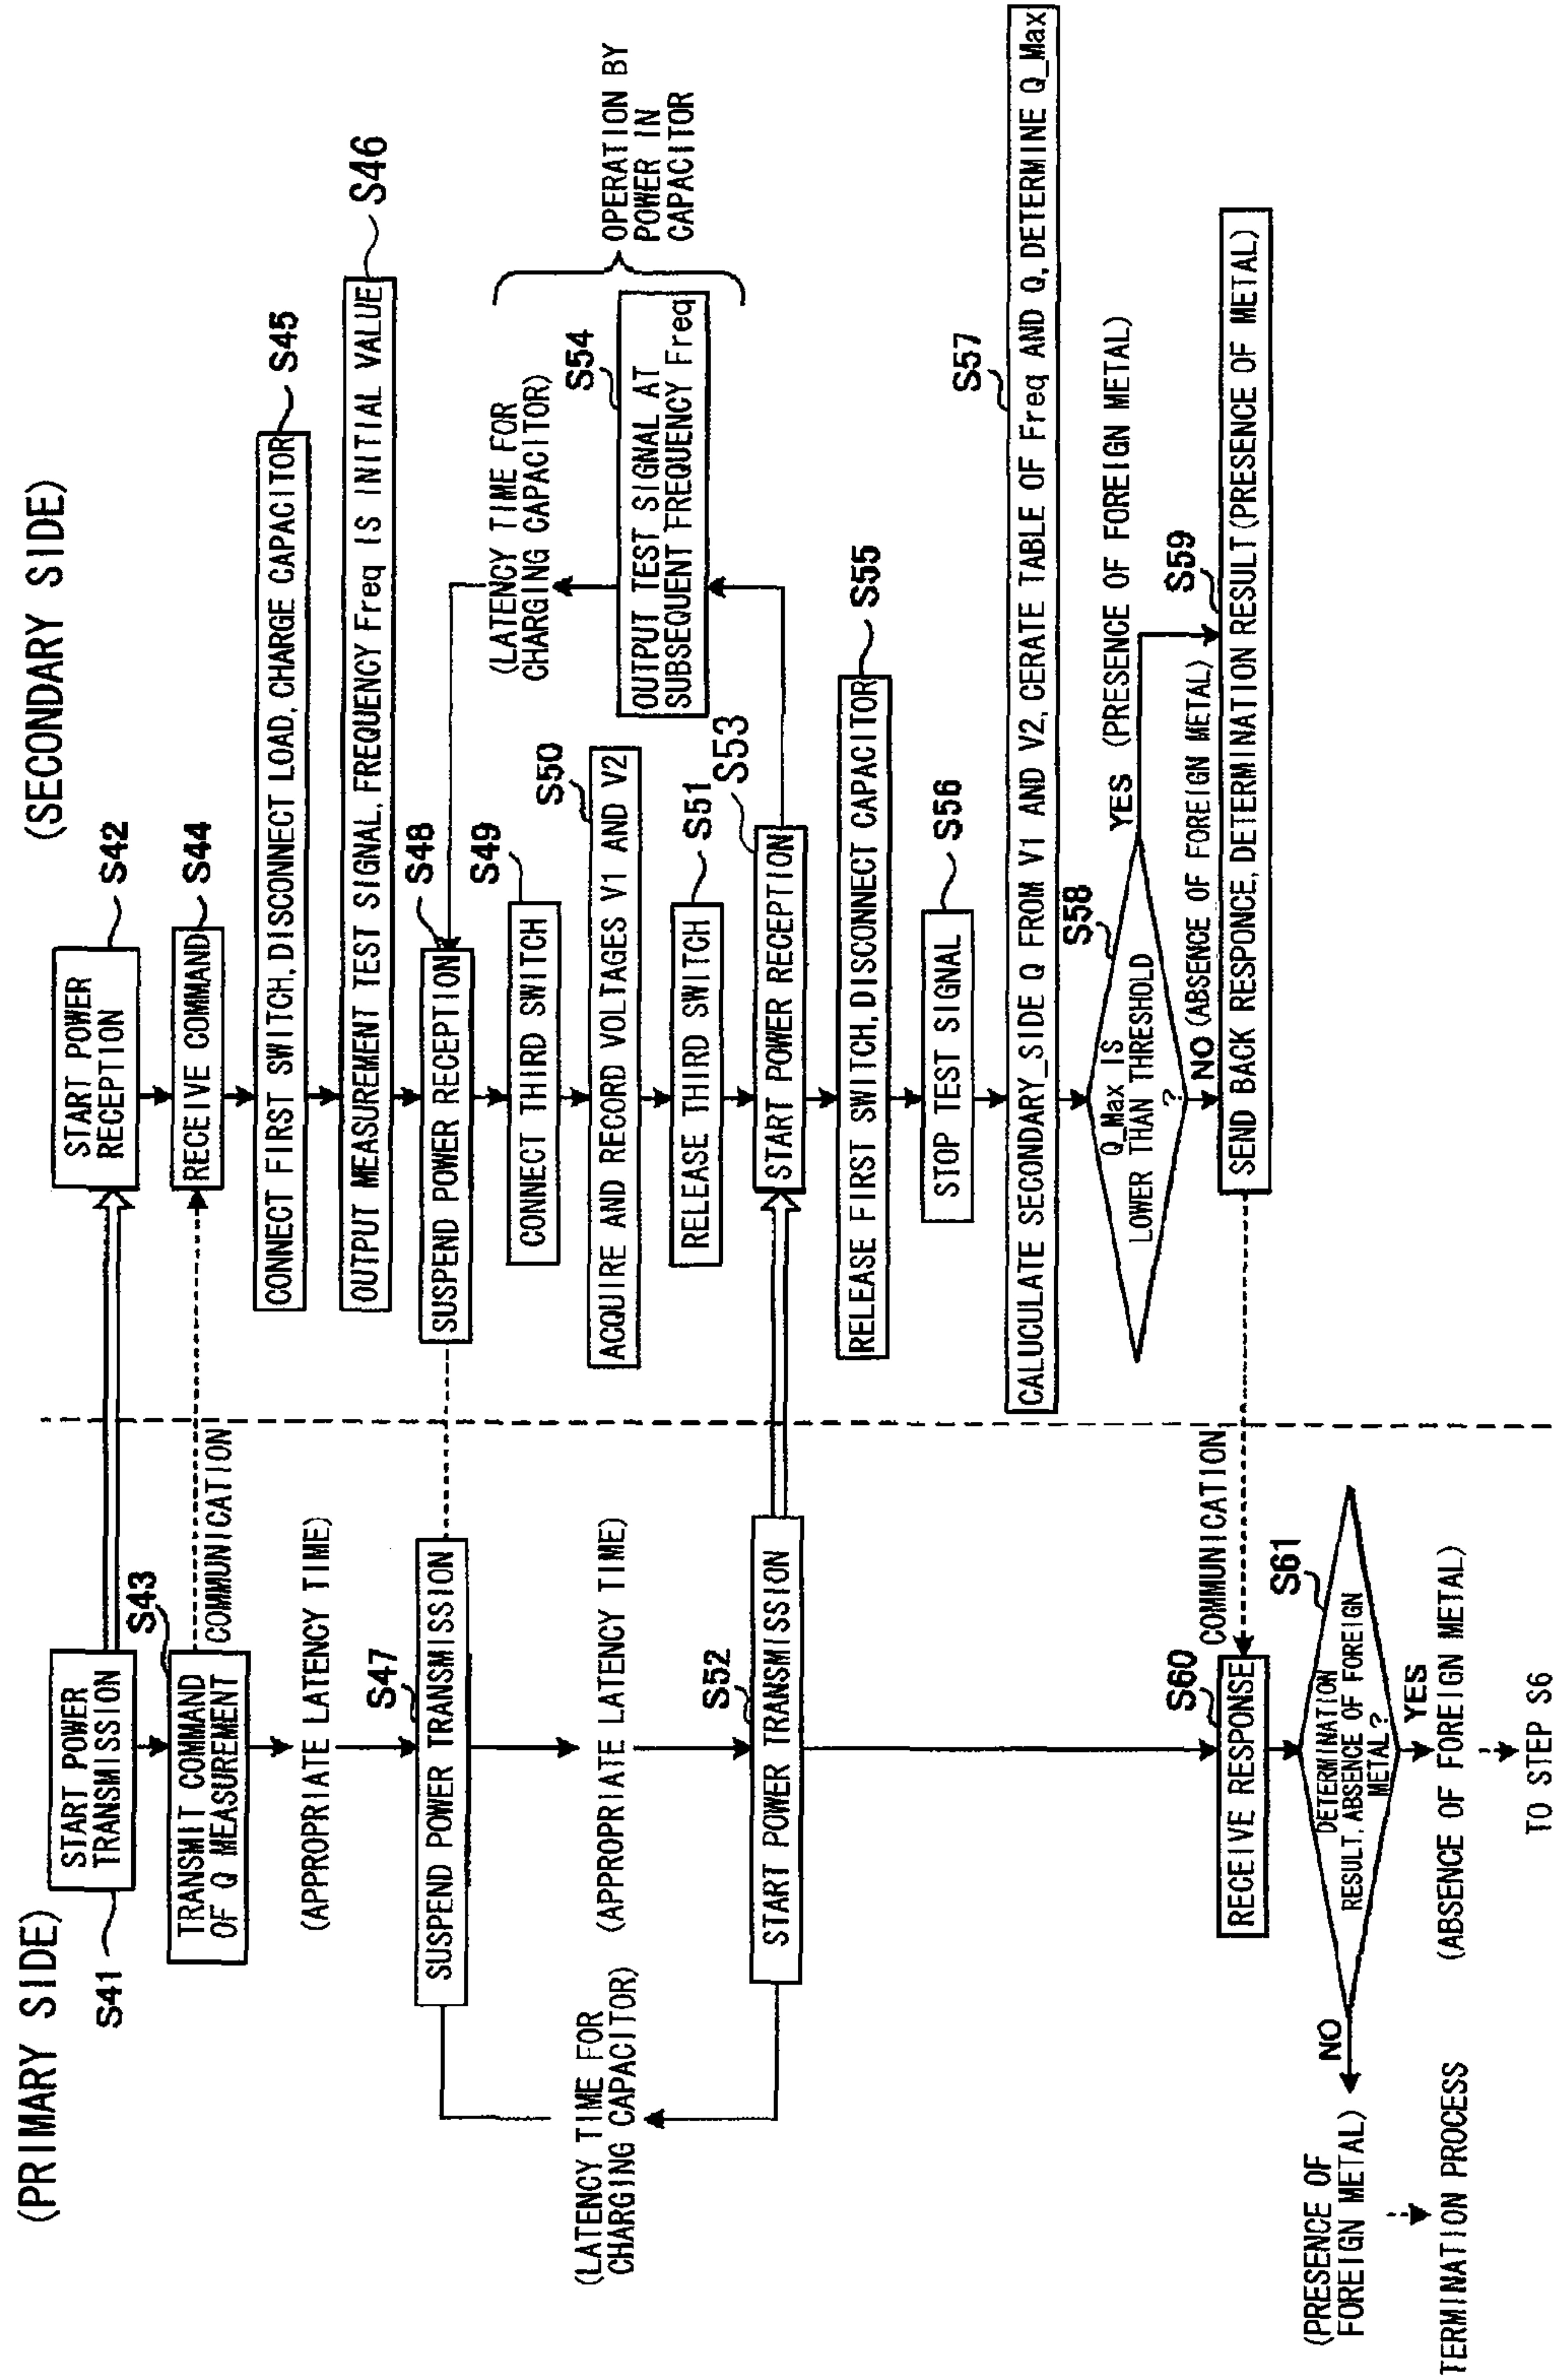 (PRIMARY SIDE)
(SECONDARY SIDE)
S41
START POWER
TRANSMISSION
START POWER
RECEPTION
S42
S43
TRANSMIT COMMAND
OF Q MEASUREMENT
COMMUNICATION
RECEIVE COMMAND
S44
(APPROPRIATE LATENCY TIME)
CONNECT FIRST SWITCH, DISCONNECT LOAD, CHARGE CAPACITOR
S45
OUTPUT MEASUREMENT TEST SIGNAL, FREQUENCY Freq IS INITIAL VALUE
S46
S47
SUSPEND POWER TRANSMISSION
SUSPEND POWER RECEPTION
S48
(LATENCY TIME FOR
CHARGING CAPACITOR)
CONNECT THIRD SWITCH
S49
(LATENCY TIME FOR
CHARGING CAPACITOR)
OPERATION BY
POWER IN
CAPACITOR
(APPROPRIATE LATENCY TIME)
ACQUIRE AND RECORD VOLTAGES V1 AND V2
S50
OUTPUT TEST SIGNAL AT
SUBSEQUENT FREQUENCY Freq
S54
RELEASE THIRD SWITCH
S51
S52
START POWER TRANSMISSION
START POWER RECEPTION
S53
RELEASE FIRST SWITCH, DISCONNECT CAPACITOR
S55
STOP TEST SIGNAL
S56
CALUCULATE SECONDARY_SIDE Q FROM V1 AND V2, CERATE TABLE OF Freq AND Q, DETERMINE Q_Max
S57
Q_Max IS
LOWER THAN THRESHOLD
?
S58
YES (PRESENCE OF FOREIGN METAL)
NO (ABSENCE OF FOREIGN METAL)
S59
SEND BACK RESPONCE, DETERMINATION RESULT (PRESENCE OF METAL)
COMMUNICATION
S60
RECEIVE RESPONSE
S61
DETERMINATION
RESULT, ABSENCE OF FOREIGN
METAL?
NO
(PRESENCE OF
FOREIGN METAL)
TERMINATION PROCESS
YES
(ABSENCE OF FOREIGN METAL)
TO STEP S6